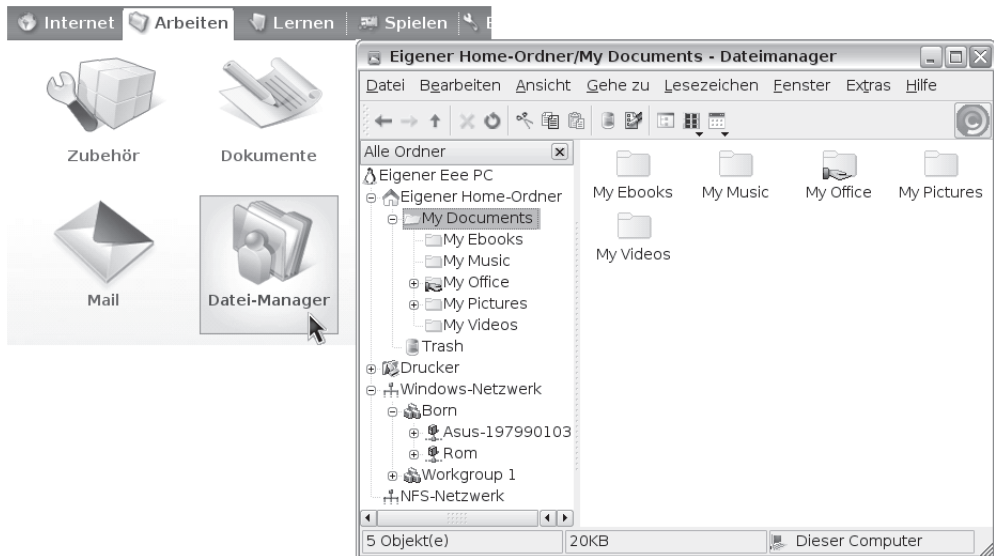 Internet Arbeiten Lernen Spielen
Zubehör Dokumente
Mail Datei-Manager
Eigener Home-Ordner/My Documents - Dateimanager
Datei Bearbeiten Ansicht Gehe zu Lesezeichen Fenster Extras Hilfe
Alle Ordner
Eigener Eee PC
Eigener Home-Ordner
My Documents
My Ebooks
My Music
My Office
My Pictures
My Videos
Trash
Drucker
Windows-Netzwerk
Born
Asus-197990103
Rom
Workgroup 1
NFS-Netzwerk
My Ebooks My Music My Office My Pictures
My Videos
5 Objekt(e) 20KB Dieser Computer